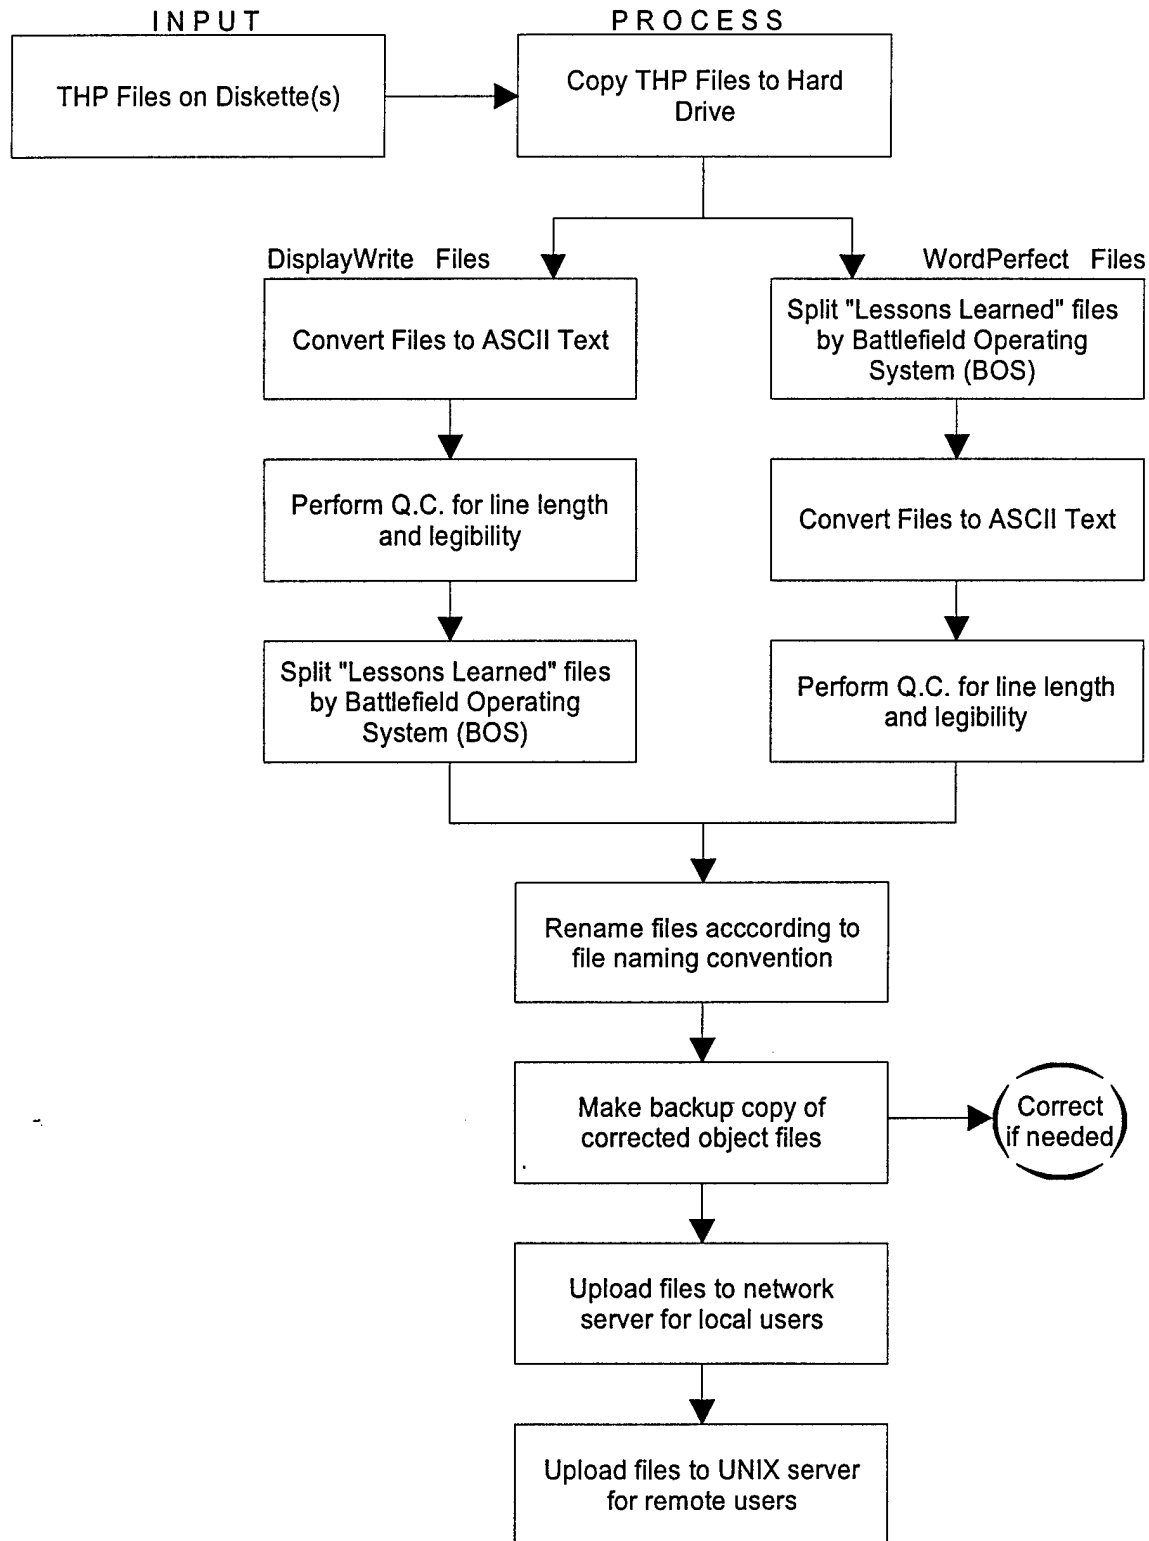 INPUT
PROCESS
THP Files on Diskette(s)
Copy THP Files to Hard
Drive
DisplayWrite Files
WordPerfect Files
Convert Files to ASCII Text
Split "Lessons Learned" files
by Battlefield Operating
System (BOS)
Perform Q.C. for line length
and legibility
Convert Files to ASCII Text
Split "Lessons Learned" files
by Battlefield Operating
System (BOS)
Perform Q.C. for line length
and legibility
Rename files acccording to
file naming convention
Make backup copy of
corrected object files
Correct
if needed
Upload files to network
server for local users
Upload files to UNIX server
for remote users